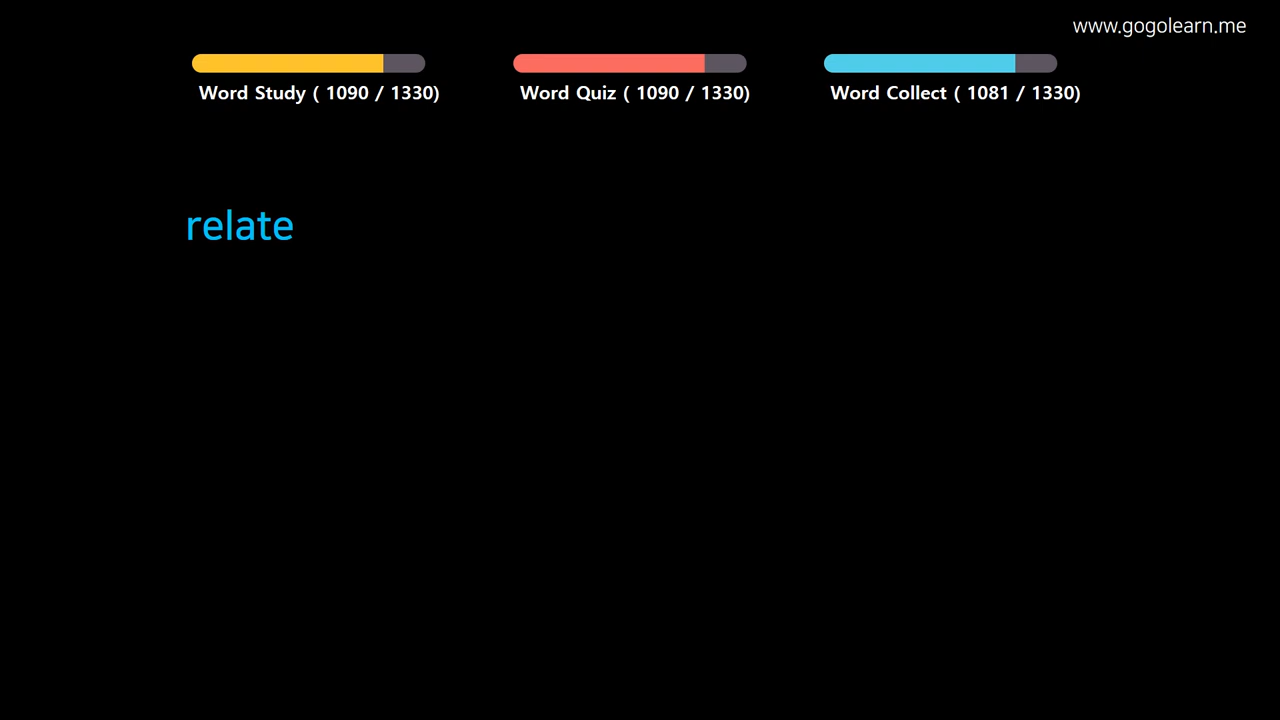 www.gogolearn.me
Word Study ( 1090 / 1330)
Word Quiz ( 1090 / 1330)
Word Collect ( 1081 / 1330)
relate